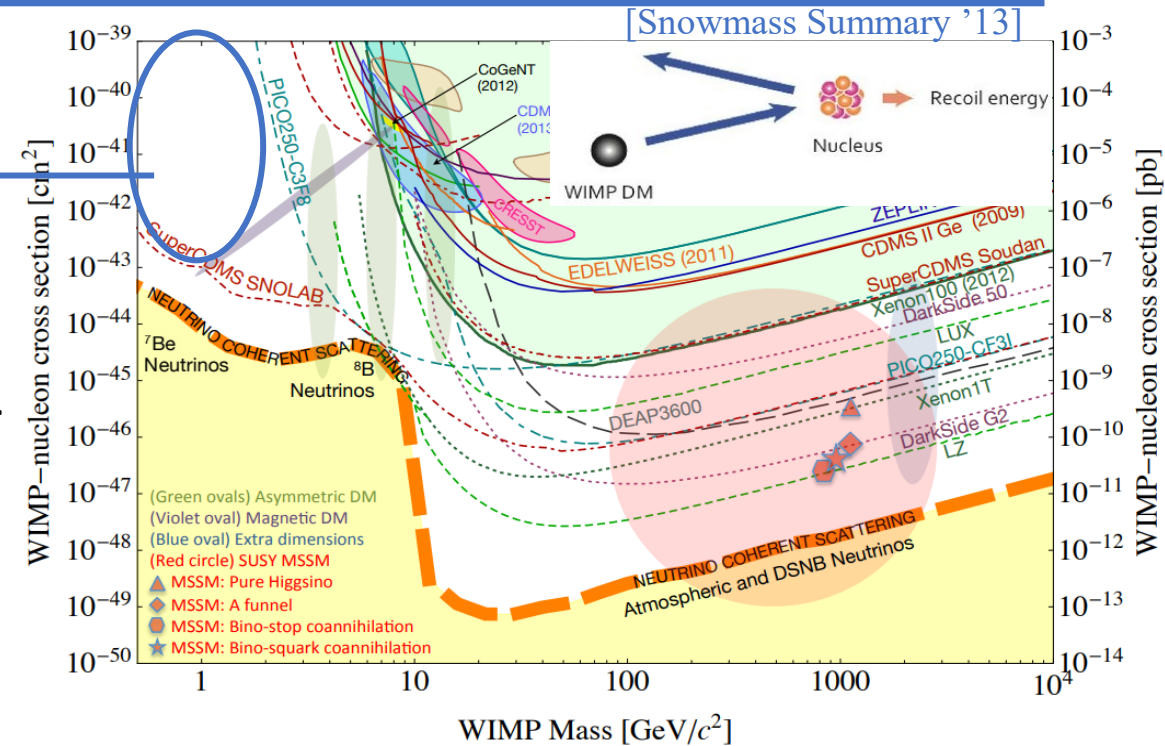 [Snowmass Summary '13]
10−39
10−40
10−41
10−42
10−43
10−44
10−45
10−46
10−47
10−48
10−49
10−50
WIMP−nucleon cross section [cm2]
10−3
10−4
10−5
10−6
10−7
10−8
10−9
10−10
10−11
10−12
10−13
10−14
WIMP−nucleon cross section [pb]
1
10
100
1000
104
WIMP Mass [GeV/c2]
WIMP DM
Nucleus
Recoil energy
CoGeNT
(2012)
CDM
(2013
PICO250-C3F8
CRESST
SuperCDMS SNOLAB
EDELWEISS (2011)
ZEPLIN
CDMS II Ge (2009)
SuperCDMS Soudan
Xenon100 (2012)
DarkSide 50
LUX
PICO250-CF3I
Xenon1T
DEAP3600
DarkSide G2
LZ
NEUTRINO COHERENT SCATTERING
7Be
Neutrinos
8B
Neutrinos
NEUTRINO COHERENT SCATTERING
Atmospheric and DSNB Neutrinos
(Green ovals) Asymmetric DM
(Violet oval) Magnetic DM
(Blue oval) Extra dimensions
(Red circle) SUSY MSSM
MSSM: Pure Higgsino
MSSM: A funnel
MSSM: Bino-stop coannihilation
MSSM: Bino-squark coannihilation